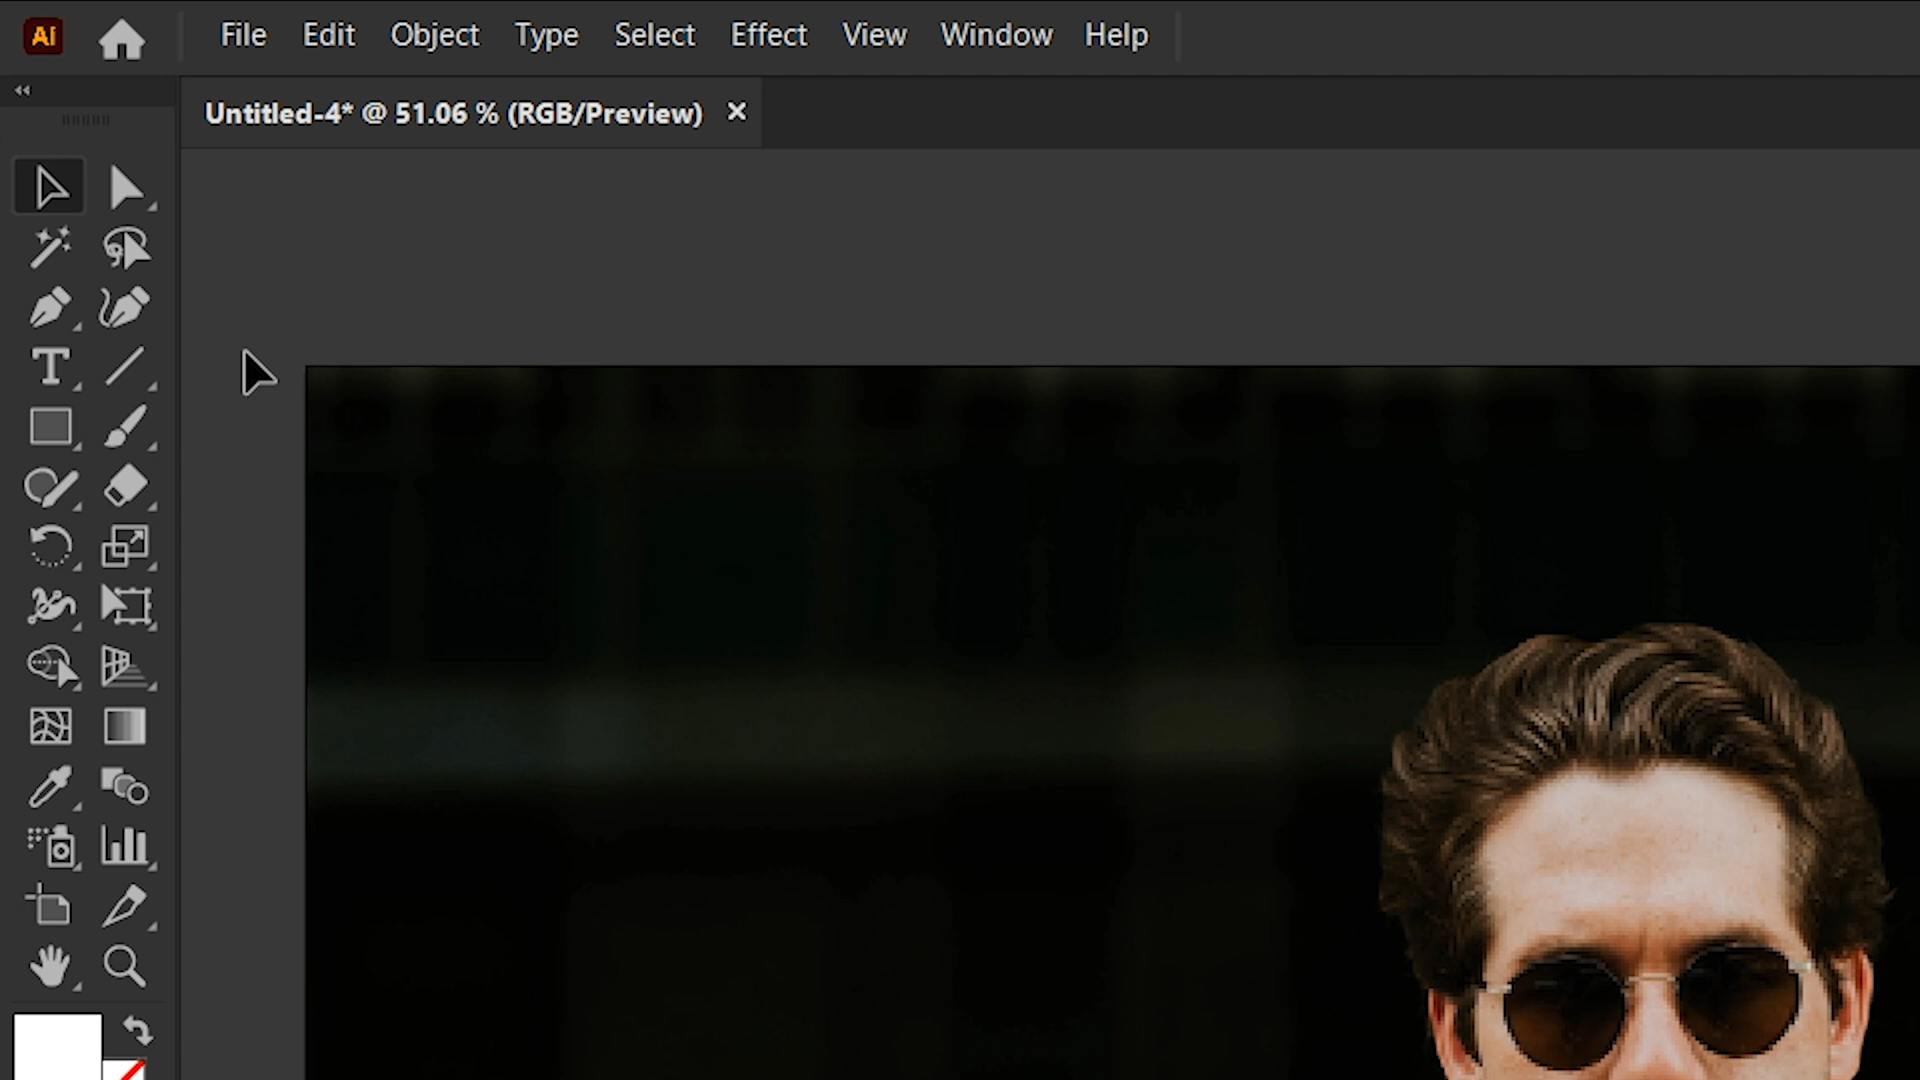 Ai File Edit Object Type Select Effect View Window Help
Untitled-4* @ 51.06 % (RGB/Preview) ×